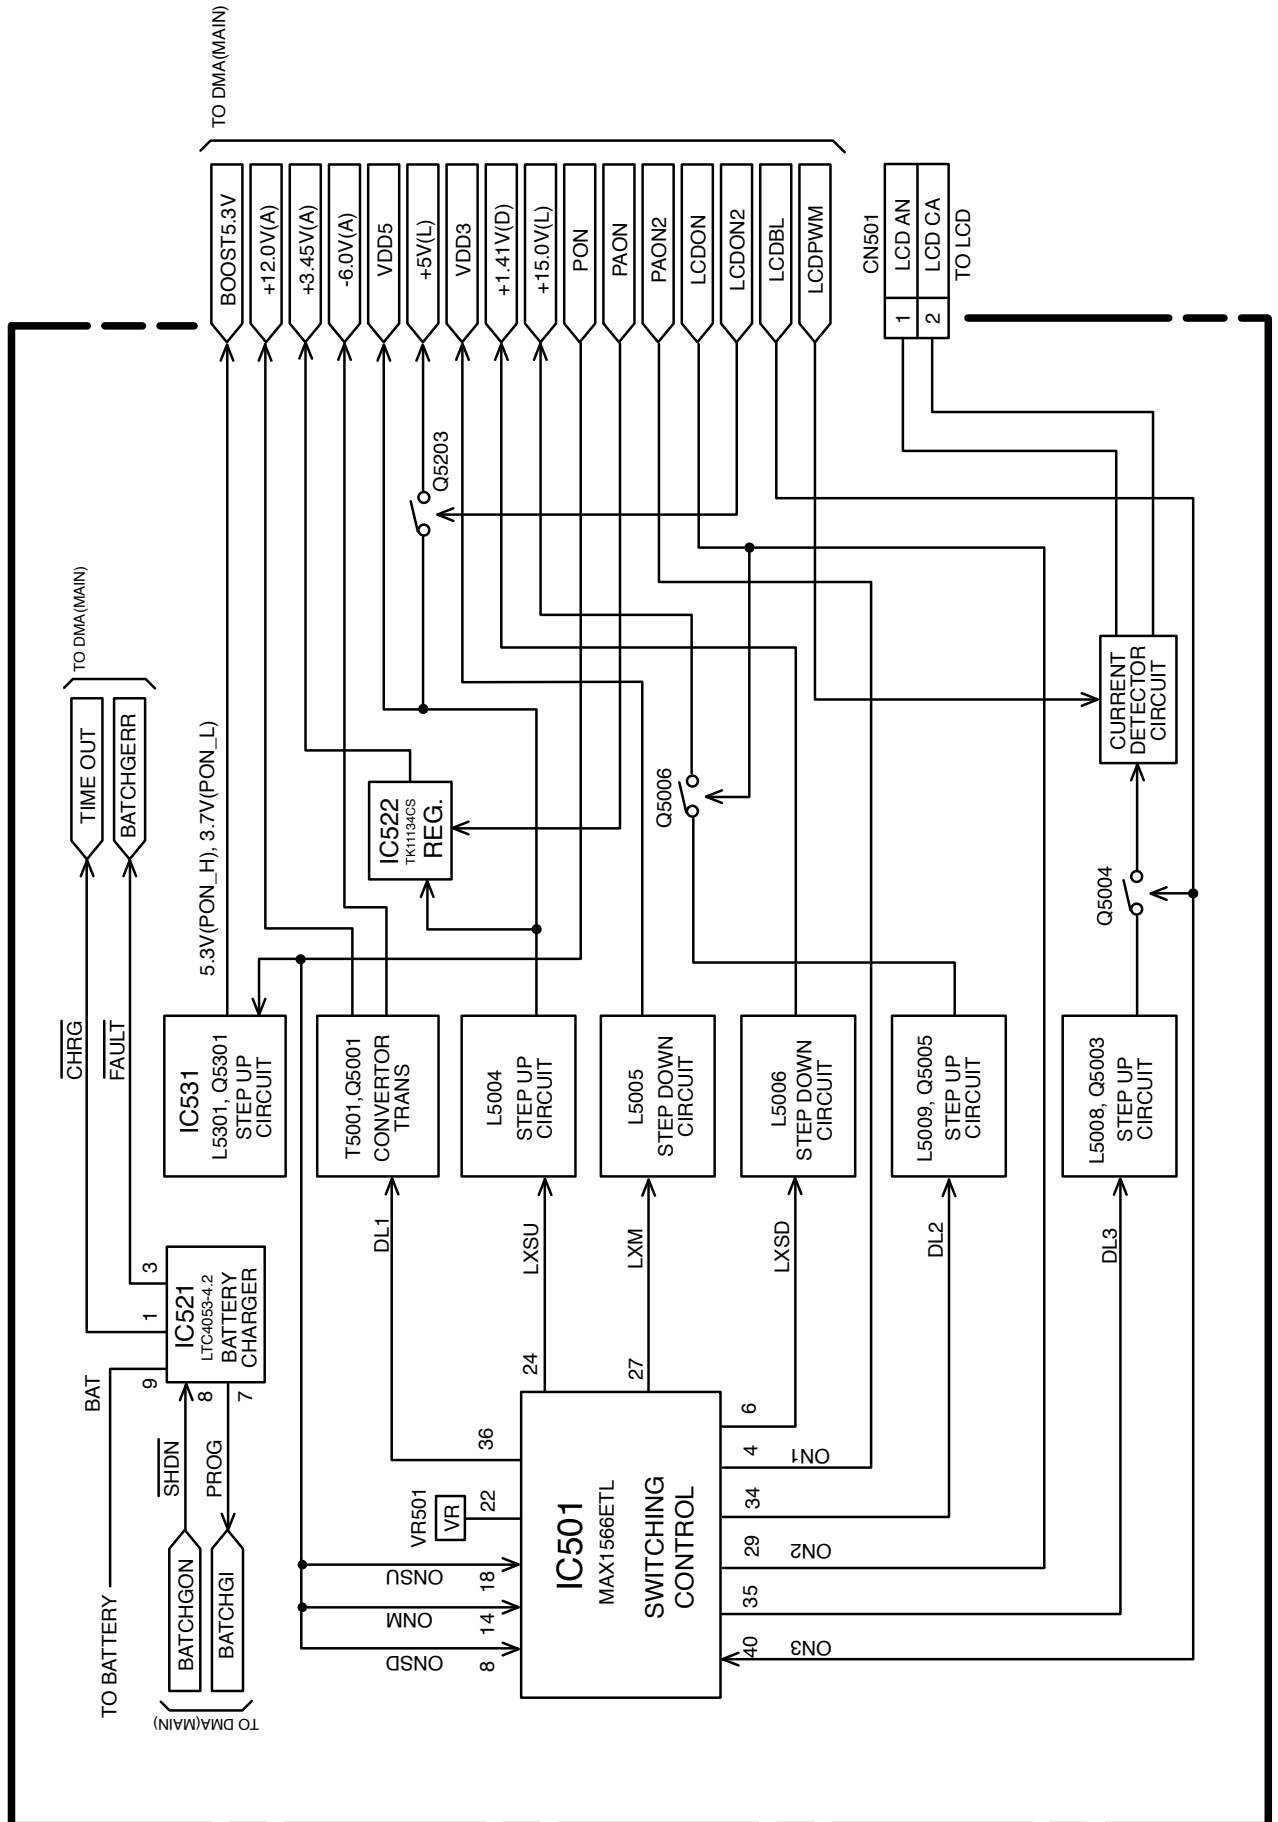 TO DMA(MAIN)
BOOST5.3V
+12.0V(A)
+3.45V(A)
-6.0V(A)
VDD5
+5V(L)
VDD3
+1.41V(D)
+15.0V(L)
PON
PAON
PAON2
LCDON
LCDON2
LCDBL
LCDPWM
CN501
1 LCD AN
2 LCD CA
TO LCD
TO DMA(MAIN)
TIME OUT
BATCHGERR
5.3V(PON_H), 3.7V(PON_L)
Q5203
IC522
TK11134CS
REG.
Q5006
CURRENT
DETECTOR
CIRCUIT
Q5004
CHRG
FAULT
IC531
L5301, Q5301
STEP UP
CIRCUIT
T5001,Q5001
CONVERTOR
TRANS
L5004
STEP UP
CIRCUIT
L5005
STEP DOWN
CIRCUIT
L5006
STEP DOWN
CIRCUIT
L5009, Q5005
STEP UP
CIRCUIT
L5008, Q5003
STEP UP
CIRCUIT
DL1
LXSU
LXM
LXSD
DL2
DL3
BAT
9
1
3
IC521
LTC4053-4.2
BATTERY
CHARGER
8
7
SHDN
PROG
TO BATTERY
BATCHGON
BATCHGI
TO DMA(MAIN)
VR501
VR
22
36
24
27
IC501
MAX1566ETL
SWITCHING
CONTROL
ONSU
18
ONM
14
ONSD
8
6
4
ON1
34
29
ON2
35
40
ON3